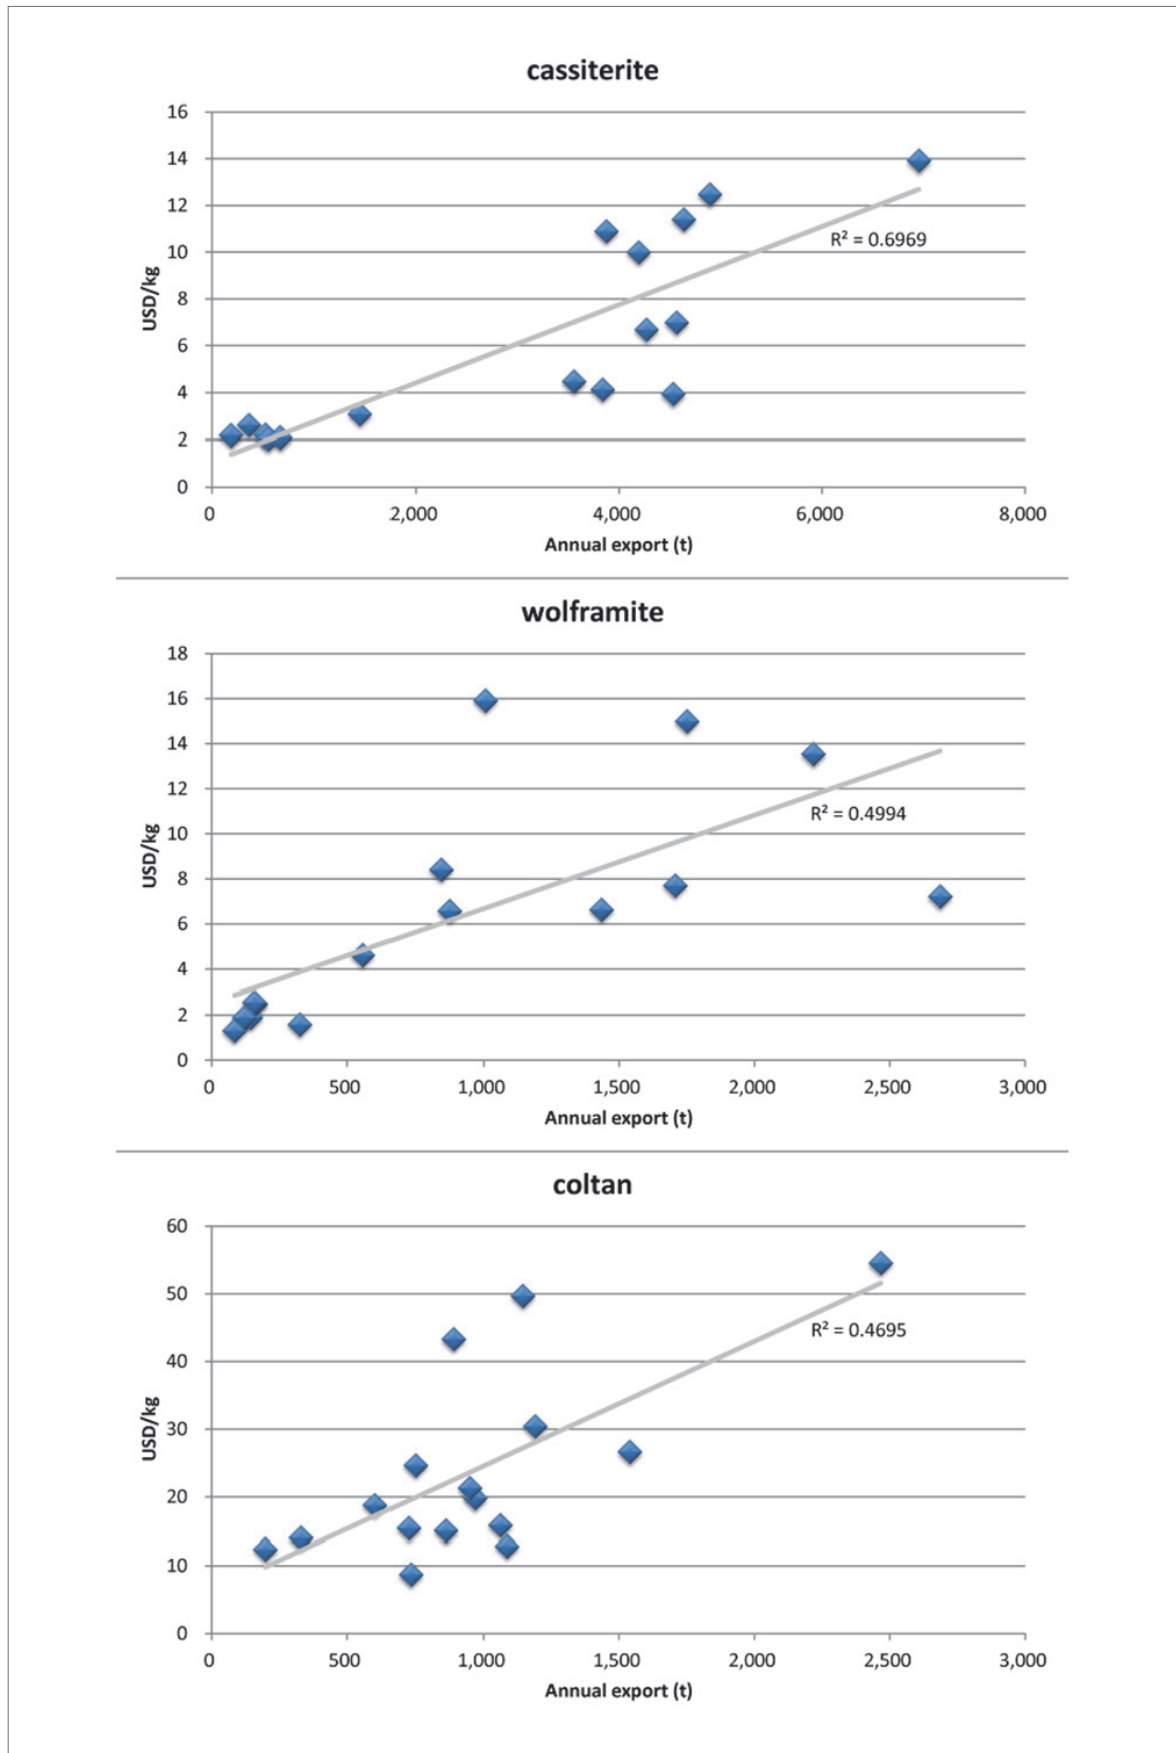 cassiterite
16
14
12
10
8
6
4
2
0
USD/kg
R² = 0.6969
0 2,000 4,000 6,000 8,000
Annual export (t)
wolframite
18
16
14
12
10
8
6
4
2
0
USD/kg
R² = 0.4994
0 500 1,000 1,500 2,000 2,500 3,000
Annual export (t)
coltan
60
50
40
30
20
10
0
USD/kg
R² = 0.4695
0 500 1,000 1,500 2,000 2,500 3,000
Annual export (t)